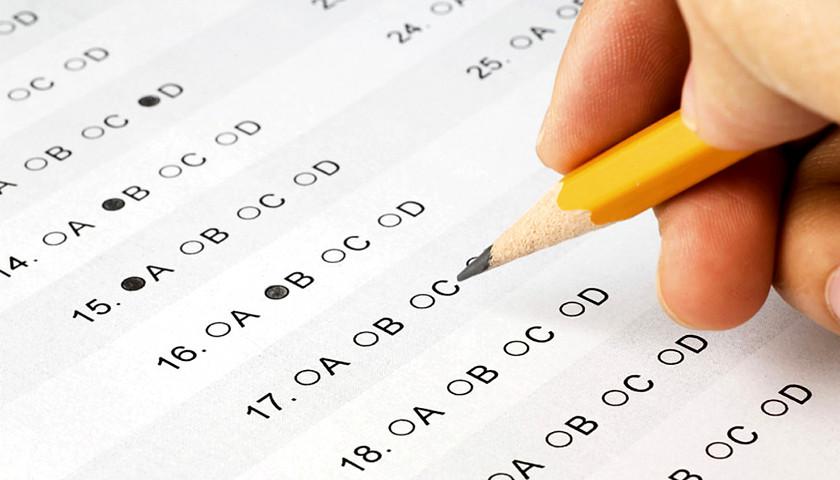 D
C D
A B C D
14. A B C D
15. A B C D
16. A B C D
17. A B C
18. A B C D
A B C D
B C D
24.
25. A